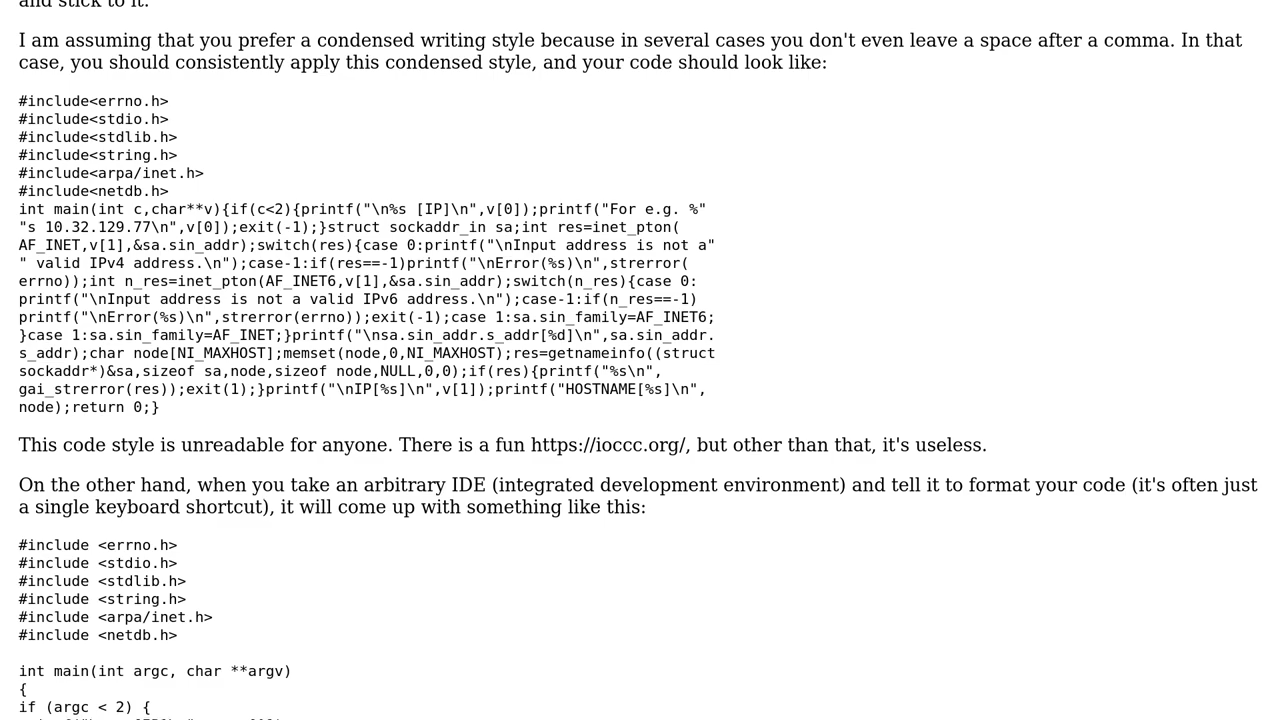 and stick to it.
I am assuming that you prefer a condensed writing style because in several cases you don't even leave a space after a comma. In that
case, you should consistently apply this condensed style, and your code should look like:
#include<errno.h>
#include<stdio.h>
#include<stdlib.h>
#include<string.h>
#include<arpa/inet.h>
#include<netdb.h>
int main(int c,char**v){if(c<2){printf("\n%s [IP]\n",v[0]);printf("For e.g. %"
"s 10.32.129.77\n",v[0]);exit(-1);}struct sockaddr_in sa;int res=inet_pton(
AF_INET,v[1],&sa.sin_addr);switch(res){case 0:printf("\nInput address is not a"
" valid IPv4 address.\n");case-1:if(res==-1)printf("\nError(%s)\n",strerror(
errno));int n_res=inet_pton(AF_INET6,v[1],&sa.sin_addr);switch(n_res){case 0:
printf("\nInput address is not a valid IPv6 address.\n");case-1:if(n_res==-1)
printf("\nError(%s)\n",strerror(errno));exit(-1);case 1:sa.sin_family=AF_INET6;
}case 1:sa.sin_family=AF_INET;}printf("\nsa.sin_addr.s_addr[%d]\n",sa.sin_addr.
s_addr);char node[NI_MAXHOST];memset(node,0,NI_MAXHOST);res=getnameinfo((struct
sockaddr*)&sa,sizeof sa,node,sizeof node,NULL,0,0);if(res){printf("%s\n",
gai_strerror(res));exit(1);}printf("\nIP[%s]\n",v[1]);printf("HOSTNAME[%s]\n",
node);return 0;}
This code style is unreadable for anyone. There is a fun https://ioccc.org/, but other than that, it's useless.
On the other hand, when you take an arbitrary IDE (integrated development environment) and tell it to format your code (it's often just
a single keyboard shortcut), it will come up with something like this:
#include <errno.h>
#include <stdio.h>
#include <stdlib.h>
#include <string.h>
#include <arpa/inet.h>
#include <netdb.h>
int main(int argc, char **argv)
{
if (argc < 2) {